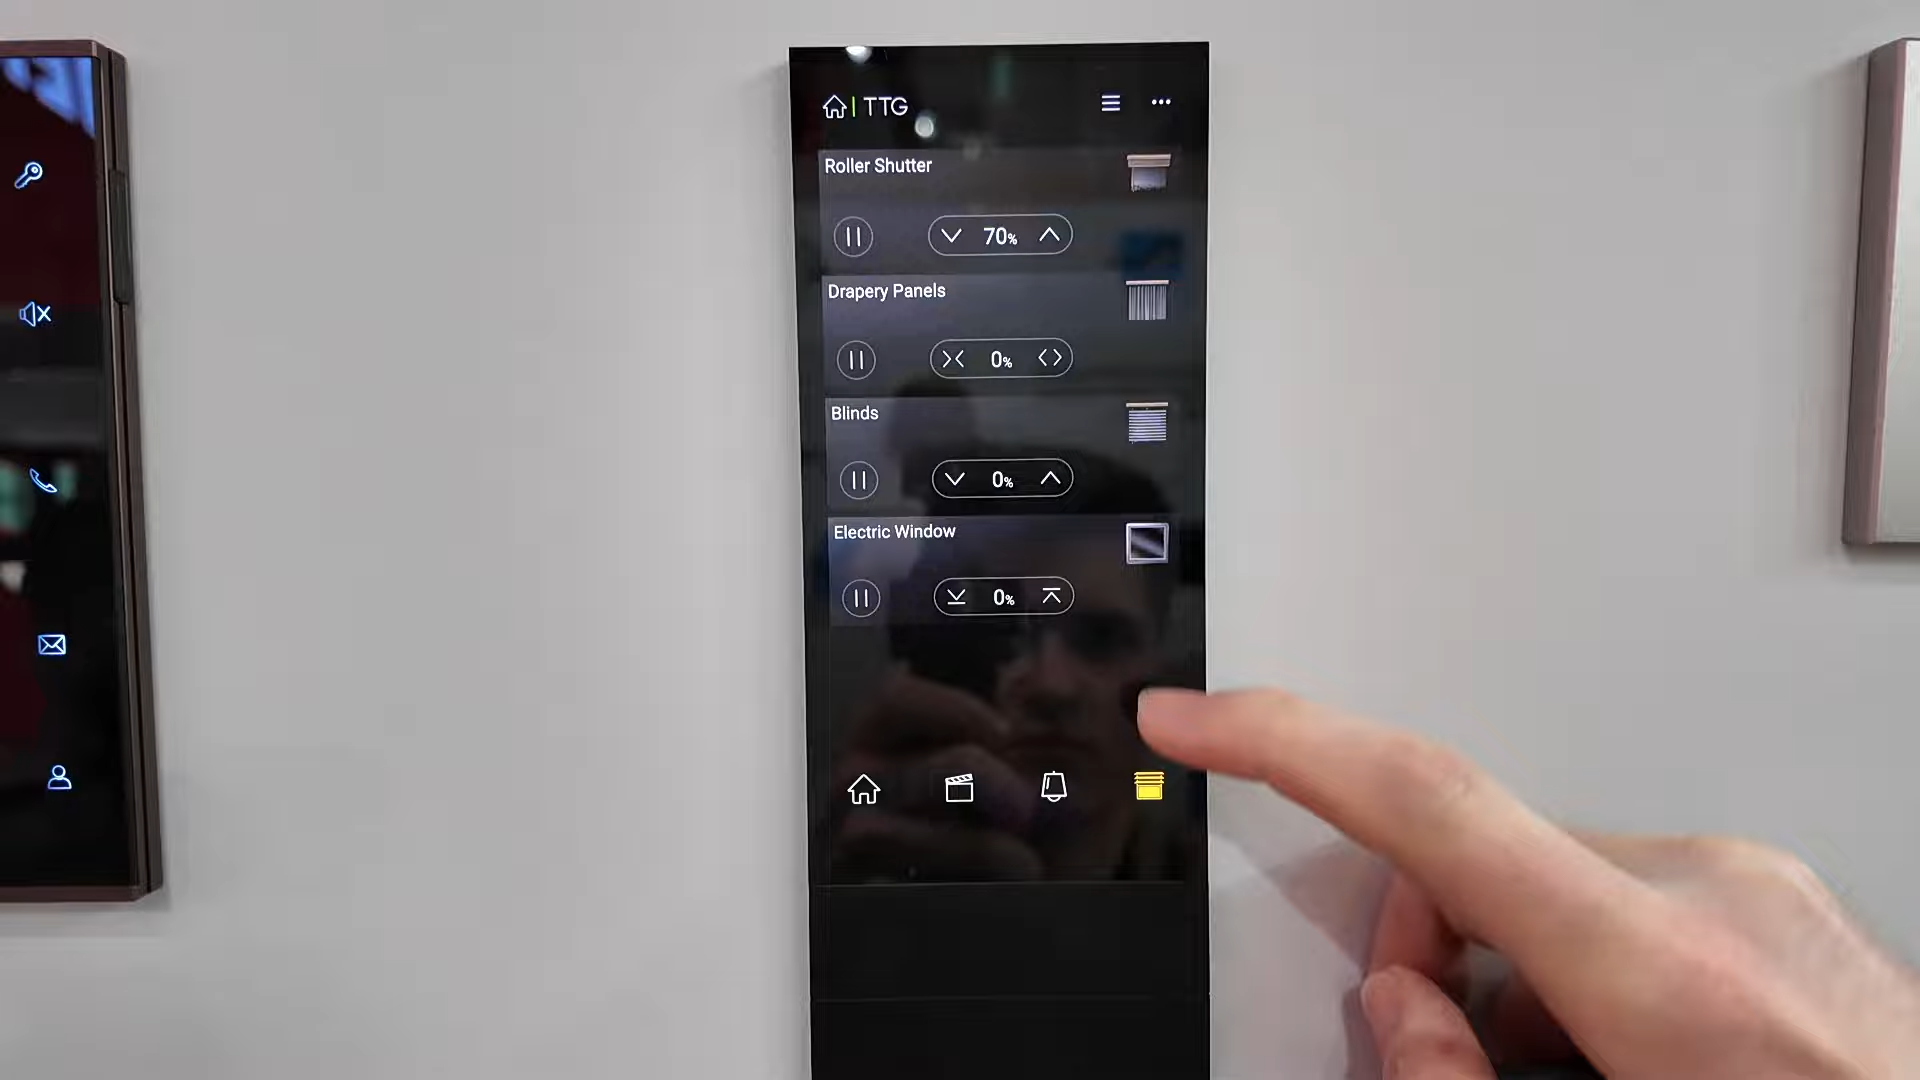 TTG
Roller Shutter
70%
Drapery Panels
0%
Blinds
0%
Electric Window
0%